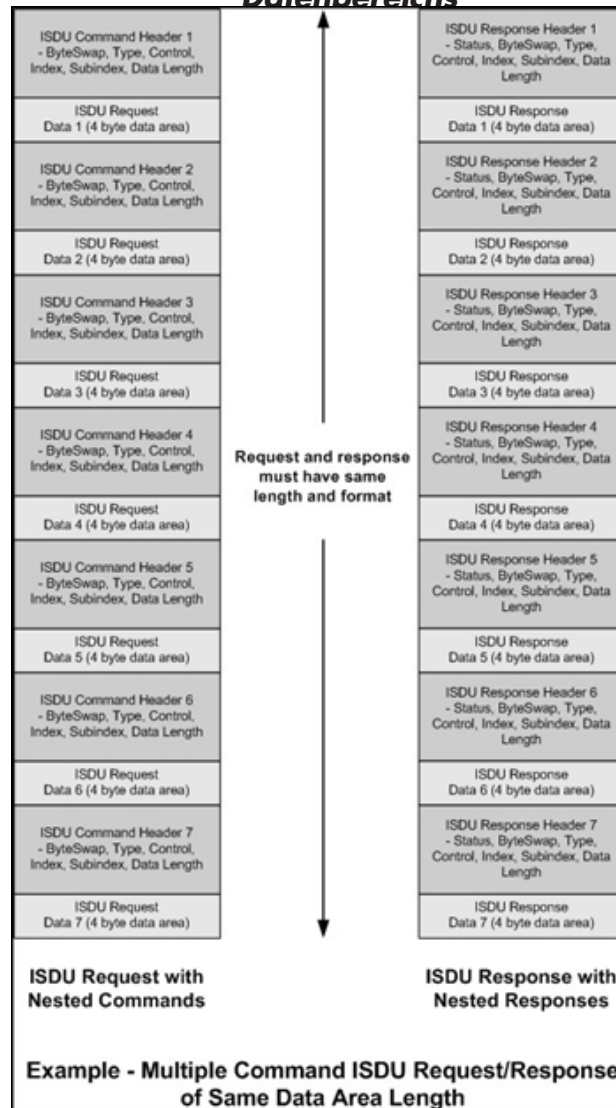 Datenbereichs
ISDU Command Header 1
- ByteSwap, Type, Control,
Index, Subindex, Data Length
ISDU Request
Data 1 (4 byte data area)
ISDU Command Header 2
- ByteSwap, Type, Control,
Index, Subindex, Data Length
ISDU Request
Data 2 (4 byte data area)
ISDU Command Header 3
- ByteSwap, Type, Control,
Index, Subindex, Data Length
ISDU Request
Data 3 (4 byte data area)
ISDU Command Header 4
- ByteSwap, Type, Control,
Index, Subindex, Data Length
ISDU Request
Data 4 (4 byte data area)
ISDU Command Header 5
- ByteSwap, Type, Control,
Index, Subindex, Data Length
ISDU Request
Data 5 (4 byte data area)
ISDU Command Header 6
- ByteSwap, Type, Control,
Index, Subindex, Data Length
ISDU Request
Data 6 (4 byte data area)
ISDU Command Header 7
- ByteSwap, Type, Control,
Index, Subindex, Data Length
ISDU Request
Data 7 (4 byte data area)
ISDU Request with
Nested Commands
Request and response
must have same
length and format
ISDU Response Header 1
- Status, ByteSwap, Type,
Control, Index, Subindex, Data
Length
ISDU Response
Data 1 (4 byte data area)
ISDU Response Header 2
- Status, ByteSwap, Type,
Control, Index, Subindex, Data
Length
ISDU Response
Data 2 (4 byte data area)
ISDU Response Header 3
- Status, ByteSwap, Type,
Control, Index, Subindex, Data
Length
ISDU Response
Data 3 (4 byte data area)
ISDU Response Header 4
- Status, ByteSwap, Type,
Control, Index, Subindex, Data
Length
ISDU Response
Data 4 (4 byte data area)
ISDU Response Header 5
- Status, ByteSwap, Type,
Control, Index, Subindex, Data
Length
ISDU Response
Data 5 (4 byte data area)
ISDU Response Header 6
- Status, ByteSwap, Type,
Control, Index, Subindex, Data
Length
ISDU Response
Data 6 (4 byte data area)
ISDU Response Header 7
- Status, ByteSwap, Type,
Control, Index, Subindex, Data
Length
ISDU Response
Data 7 (4 byte data area)
ISDU Response with
Nested Responses
Example - Multiple Command ISDU Request/Response
of Same Data Area Length